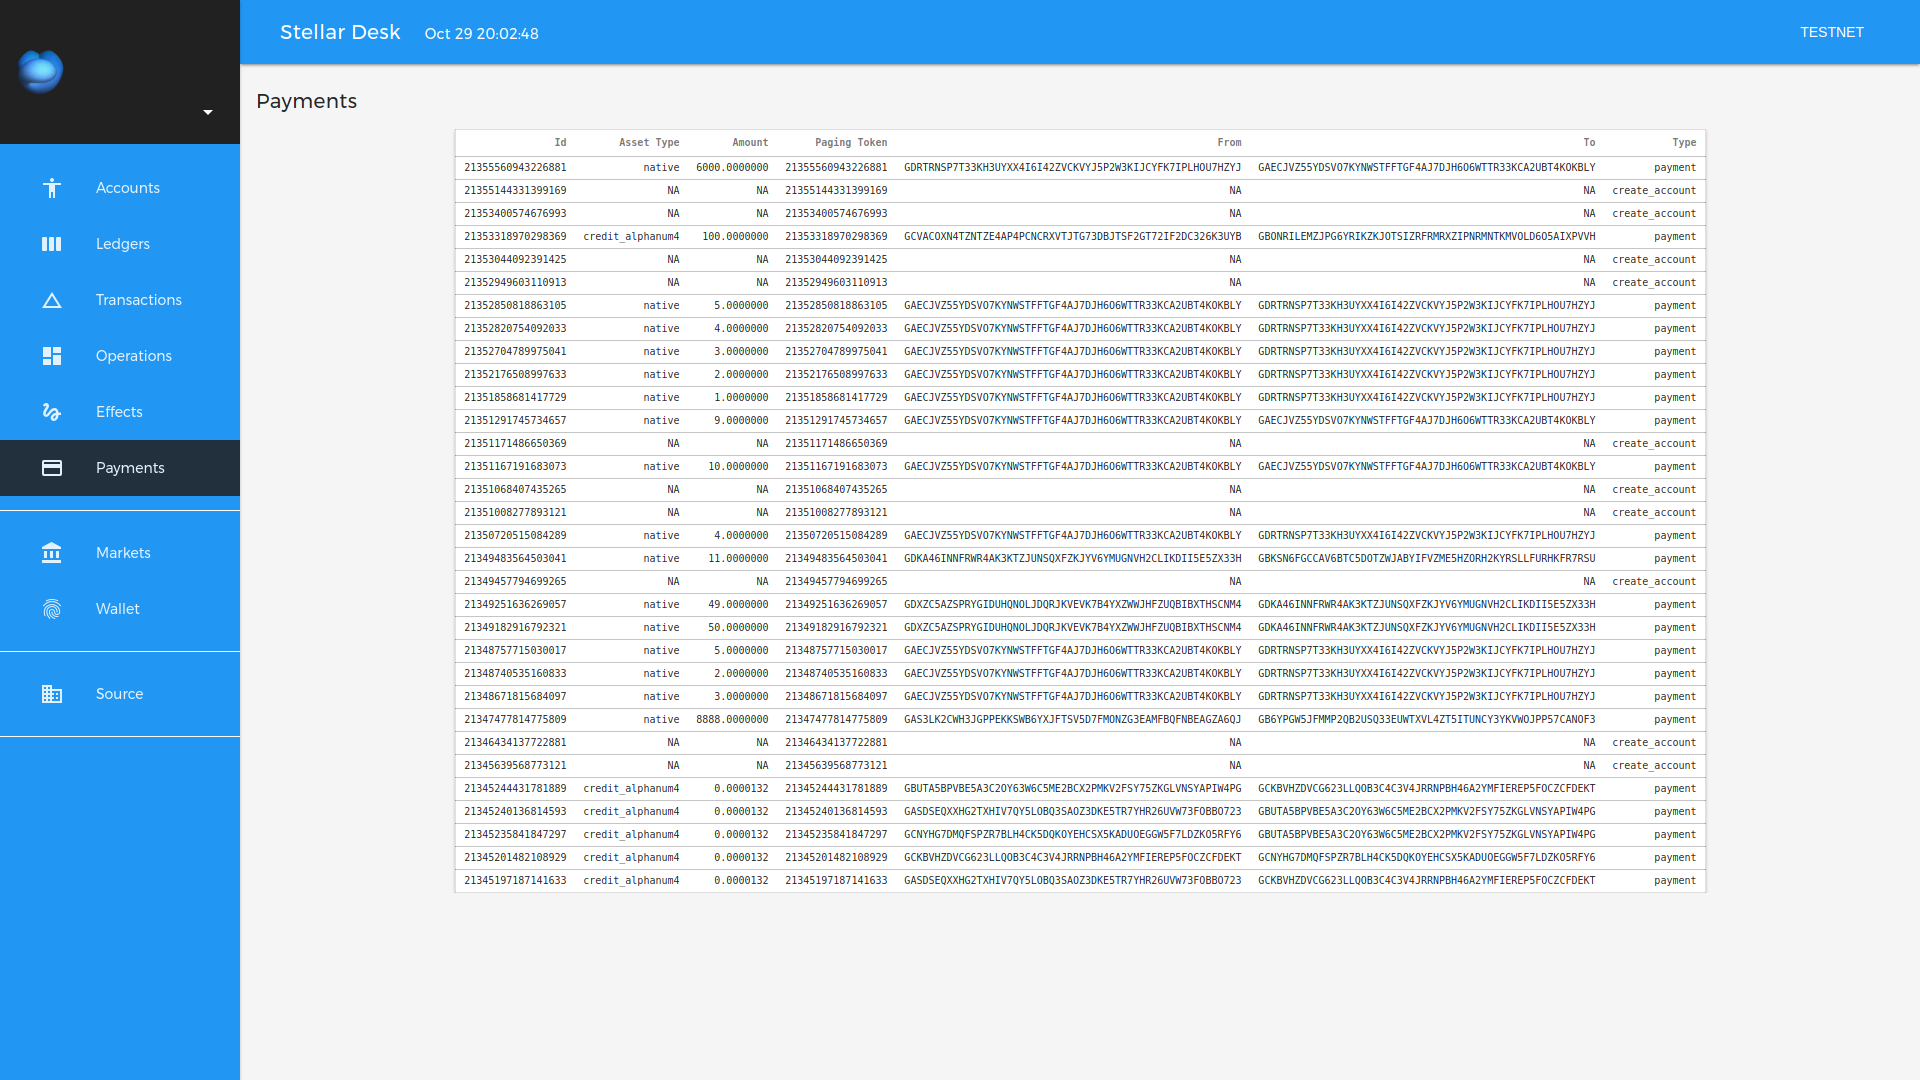 Stellar Desk Oct 29 20:02:48 TESTNET
Accounts
Ledgers
Transactions
Operations
Effects
Payments
Markets
Wallet
Source
Payments
Id Asset Type Amount Paging Token From To Type
21355560943226881 native 6000.0000000 21355560943226881 GDRTRNSP7T33KH3UYXX4I6I42ZVCKVYJ5P2W3KIJCYFK7IPLHOU7HZYJ GAECJVZ55YDSVO7KYNWSTFFTGF4AJ7DJH6O6WTTR33KCA2UBT4KOKBLY payment
21355144331399169 NA NA 21355144331399169 NA NA create_account
21353400574676993 NA NA 21353400574676993 NA NA create_account
21353318970298369 credit_alphanum4 100.0000000 21353318970298369 GCVACOXN4TZNTZE4AP4PCNCRXVTJTG73DBJTSF2GT72IF2DC326K3UYB GBONRILEMZJPG6YRIKZKJOTSIZRFRMRXZIPNRMNTKMVOLD6O5AIXPVVH payment
21353044092391425 NA NA 21353044092391425 NA NA create_account
21352949603110913 NA NA 21352949603110913 NA NA create_account
21352850818863105 native 5.0000000 21352850818863105 GAECJVZ55YDSVO7KYNWSTFFTGF4AJ7DJH6O6WTTR33KCA2UBT4KOKBLY GDRTRNSP7T33KH3UYXX4I6I42ZVCKVYJ5P2W3KIJCYFK7IPLHOU7HZYJ payment
21352820754092033 native 4.0000000 21352820754092033 GAECJVZ55YDSVO7KYNWSTFFTGF4AJ7DJH6O6WTTR33KCA2UBT4KOKBLY GDRTRNSP7T33KH3UYXX4I6I42ZVCKVYJ5P2W3KIJCYFK7IPLHOU7HZYJ payment
21352704789975041 native 3.0000000 21352704789975041 GAECJVZ55YDSVO7KYNWSTFFTGF4AJ7DJH6O6WTTR33KCA2UBT4KOKBLY GDRTRNSP7T33KH3UYXX4I6I42ZVCKVYJ5P2W3KIJCYFK7IPLHOU7HZYJ payment
21352176508997633 native 2.0000000 21352176508997633 GAECJVZ55YDSVO7KYNWSTFFTGF4AJ7DJH6O6WTTR33KCA2UBT4KOKBLY GDRTRNSP7T33KH3UYXX4I6I42ZVCKVYJ5P2W3KIJCYFK7IPLHOU7HZYJ payment
21351858681417729 native 1.0000000 21351858681417729 GAECJVZ55YDSVO7KYNWSTFFTGF4AJ7DJH6O6WTTR33KCA2UBT4KOKBLY GDRTRNSP7T33KH3UYXX4I6I42ZVCKVYJ5P2W3KIJCYFK7IPLHOU7HZYJ payment
21351291745734657 native 9.0000000 21351291745734657 GAECJVZ55YDSVO7KYNWSTFFTGF4AJ7DJH6O6WTTR33KCA2UBT4KOKBLY GAECJVZ55YDSVO7KYNWSTFFTGF4AJ7DJH6O6WTTR33KCA2UBT4KOKBLY payment
21351171486650369 NA NA 21351171486650369 NA NA create_account
21351167191683073 native 10.0000000 21351167191683073 GAECJVZ55YDSVO7KYNWSTFFTGF4AJ7DJH6O6WTTR33KCA2UBT4KOKBLY GAECJVZ55YDSVO7KYNWSTFFTGF4AJ7DJH6O6WTTR33KCA2UBT4KOKBLY payment
21351068407435265 NA NA 21351068407435265 NA NA create_account
21351008277893121 NA NA 21351008277893121 NA NA create_account
21350720515084289 native 4.0000000 21350720515084289 GAECJVZ55YDSVO7KYNWSTFFTGF4AJ7DJH6O6WTTR33KCA2UBT4KOKBLY GDRTRNSP7T33KH3UYXX4I6I42ZVCKVYJ5P2W3KIJCYFK7IPLHOU7HZYJ payment
21349483564503041 native 11.0000000 21349483564503041 GDKA46INNFRWR4AK3KTZJUNSQXFZKJYV6YMUGNVH2CLIKDII5E5ZX33H GBKSN6FGCCAV6BTC5DOTZWJABYIFVZME5HZORH2KYRSLLFURHKFR7RSU payment
21349457794699265 NA NA 21349457794699265 NA NA create_account
21349251636269057 native 49.0000000 21349251636269057 GDXZC5AZSPRYGIDUHQNOLJDQRJKVEVK7B4YXZWWJHFZUQBIBXTHSCNM4 GDKA46INNFRWR4AK3KTZJUNSQXFZKJYV6YMUGNVH2CLIKDII5E5ZX33H payment
21349182916792321 native 50.0000000 21349182916792321 GDXZC5AZSPRYGIDUHQNOLJDQRJKVEVK7B4YXZWWJHFZUQBIBXTHSCNM4 GDKA46INNFRWR4AK3KTZJUNSQXFZKJYV6YMUGNVH2CLIKDII5E5ZX33H payment
21348757715030017 native 5.0000000 21348757715030017 GAECJVZ55YDSVO7KYNWSTFFTGF4AJ7DJH6O6WTTR33KCA2UBT4KOKBLY GDRTRNSP7T33KH3UYXX4I6I42ZVCKVYJ5P2W3KIJCYFK7IPLHOU7HZYJ payment
21348740535160833 native 2.0000000 21348740535160833 GAECJVZ55YDSVO7KYNWSTFFTGF4AJ7DJH6O6WTTR33KCA2UBT4KOKBLY GDRTRNSP7T33KH3UYXX4I6I42ZVCKVYJ5P2W3KIJCYFK7IPLHOU7HZYJ payment
21348671815684097 native 3.0000000 21348671815684097 GAECJVZ55YDSVO7KYNWSTFFTGF4AJ7DJH6O6WTTR33KCA2UBT4KOKBLY GDRTRNSP7T33KH3UYXX4I6I42ZVCKVYJ5P2W3KIJCYFK7IPLHOU7HZYJ payment
21347477814775809 native 8888.0000000 21347477814775809 GAS3LK2CWH3JGPPEKKSWB6YXJFTSV5D7FMONZG3EAMFBQFNBEAGZA6QJ GB6YPGW5JFMMP2QB2USQ33EUWTXVL4ZT5ITUNCY3YKVWOJPP57CANOF3 payment
21346434137722881 NA NA 21346434137722881 NA NA create_account
21345639568773121 NA NA 21345639568773121 NA NA create_account
21345244431781889 credit_alphanum4 0.0000132 21345244431781889 GBUTA5BPVBE5A3C2OY63W6C5ME2BCX2PMKV2FSY75ZKGLVNSYAPIW4PG GCKBVHZDVCG623LLQOB3C4C3V4JRRNPBH46A2YMFIEREP5FOCZCFDEKT payment
21345240136814593 credit_alphanum4 0.0000132 21345240136814593 GASDSEQXXHG2TXHIV7QY5LOBQ3SAOZ3DKE5TR7YHR26UVW73FOBBO723 GBUTA5BPVBE5A3C2OY63W6C5ME2BCX2PMKV2FSY75ZKGLVNSYAPIW4PG payment
21345235841847297 credit_alphanum4 0.0000132 21345235841847297 GCNYHG7DMQFSPZR7BLH4CK5DQKOYEHCSX5KADUOEGGW5F7LDZKO5RFY6 GBUTA5BPVBE5A3C2OY63W6C5ME2BCX2PMKV2FSY75ZKGLVNSYAPIW4PG payment
21345201482108929 credit_alphanum4 0.0000132 21345201482108929 GCKBVHZDVCG623LLQOB3C4C3V4JRRNPBH46A2YMFIEREP5FOCZCFDEKT GCNYHG7DMQFSPZR7BLH4CK5DQKOYEHCSX5KADUOEGGW5F7LDZKO5RFY6 payment
21345197187141633 credit_alphanum4 0.0000132 21345197187141633 GASDSEQXXHG2TXHIV7QY5LOBQ3SAOZ3DKE5TR7YHR26UVW73FOBBO723 GCKBVHZDVCG623LLQOB3C4C3V4JRRNPBH46A2YMFIEREP5FOCZCFDEKT payment